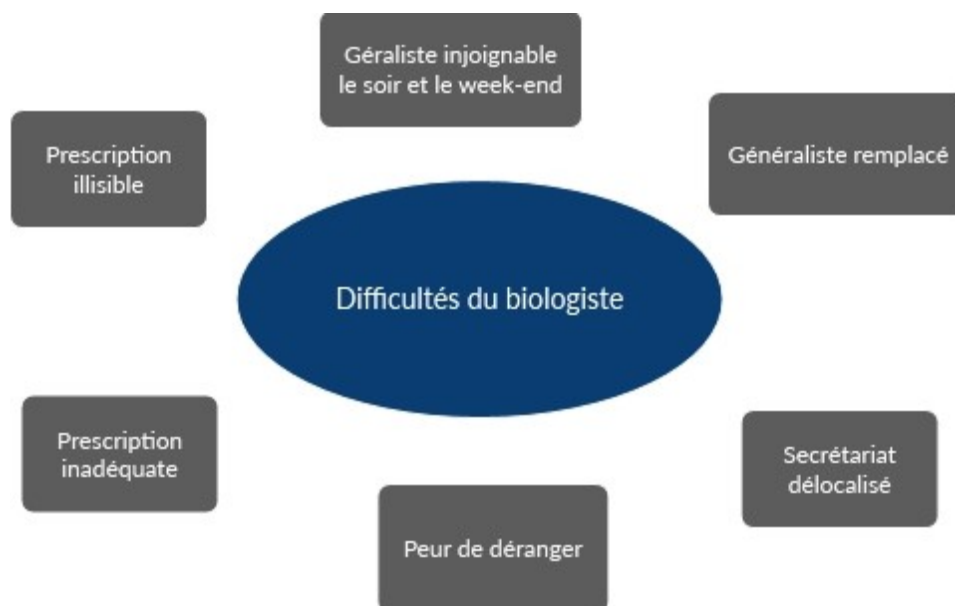 Géraliste injoignable
le soir et le week-end
Prescription
illisible
Généraliste remplacé
Difficultés du biologiste
Prescription
inadéquate
Secrétariat
délocalisé
Peur de déranger